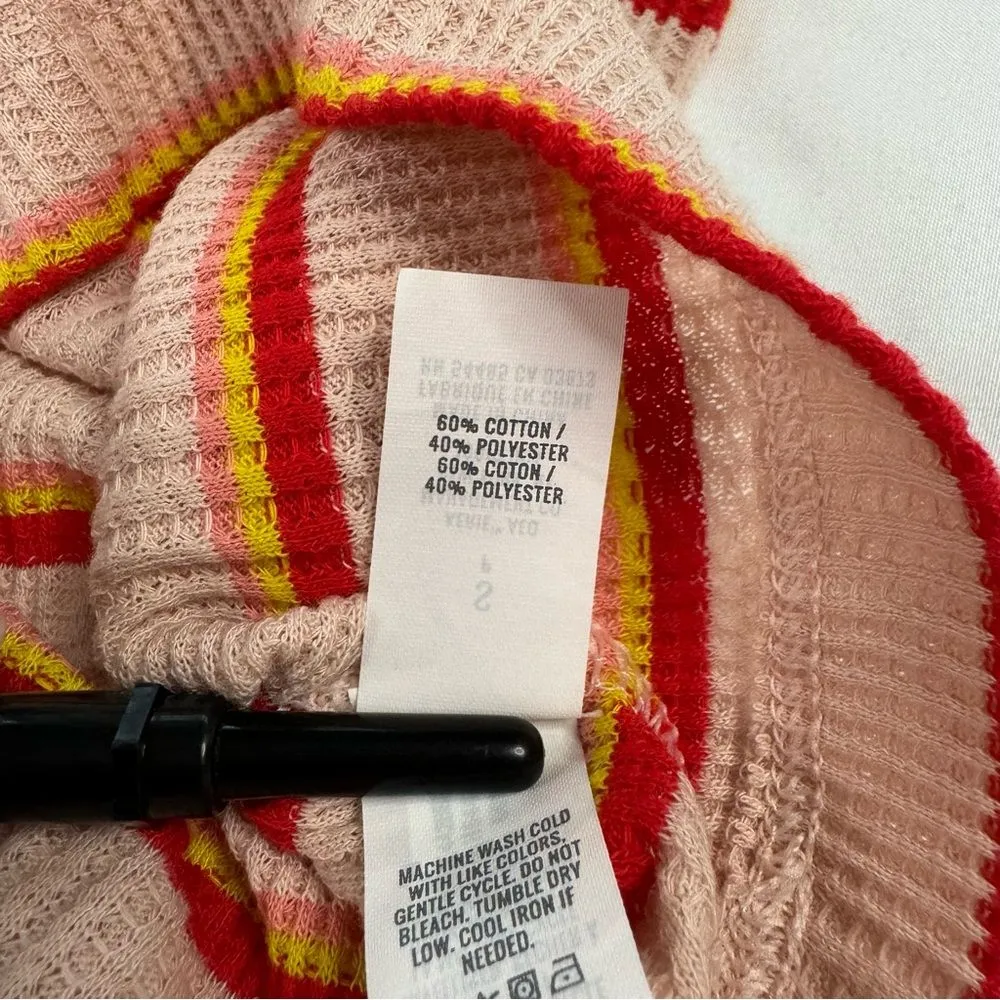 60% COTTON /
40% POLYESTER
60% COTON /
40% POLYESTER
MACHINE WASH COLD
WITH LIKE COLORS.
GENTLE CYCLE. DO NOT
BLEACH. TUMBLE DRY
LOW. COOL IRON IF
NEEDED.